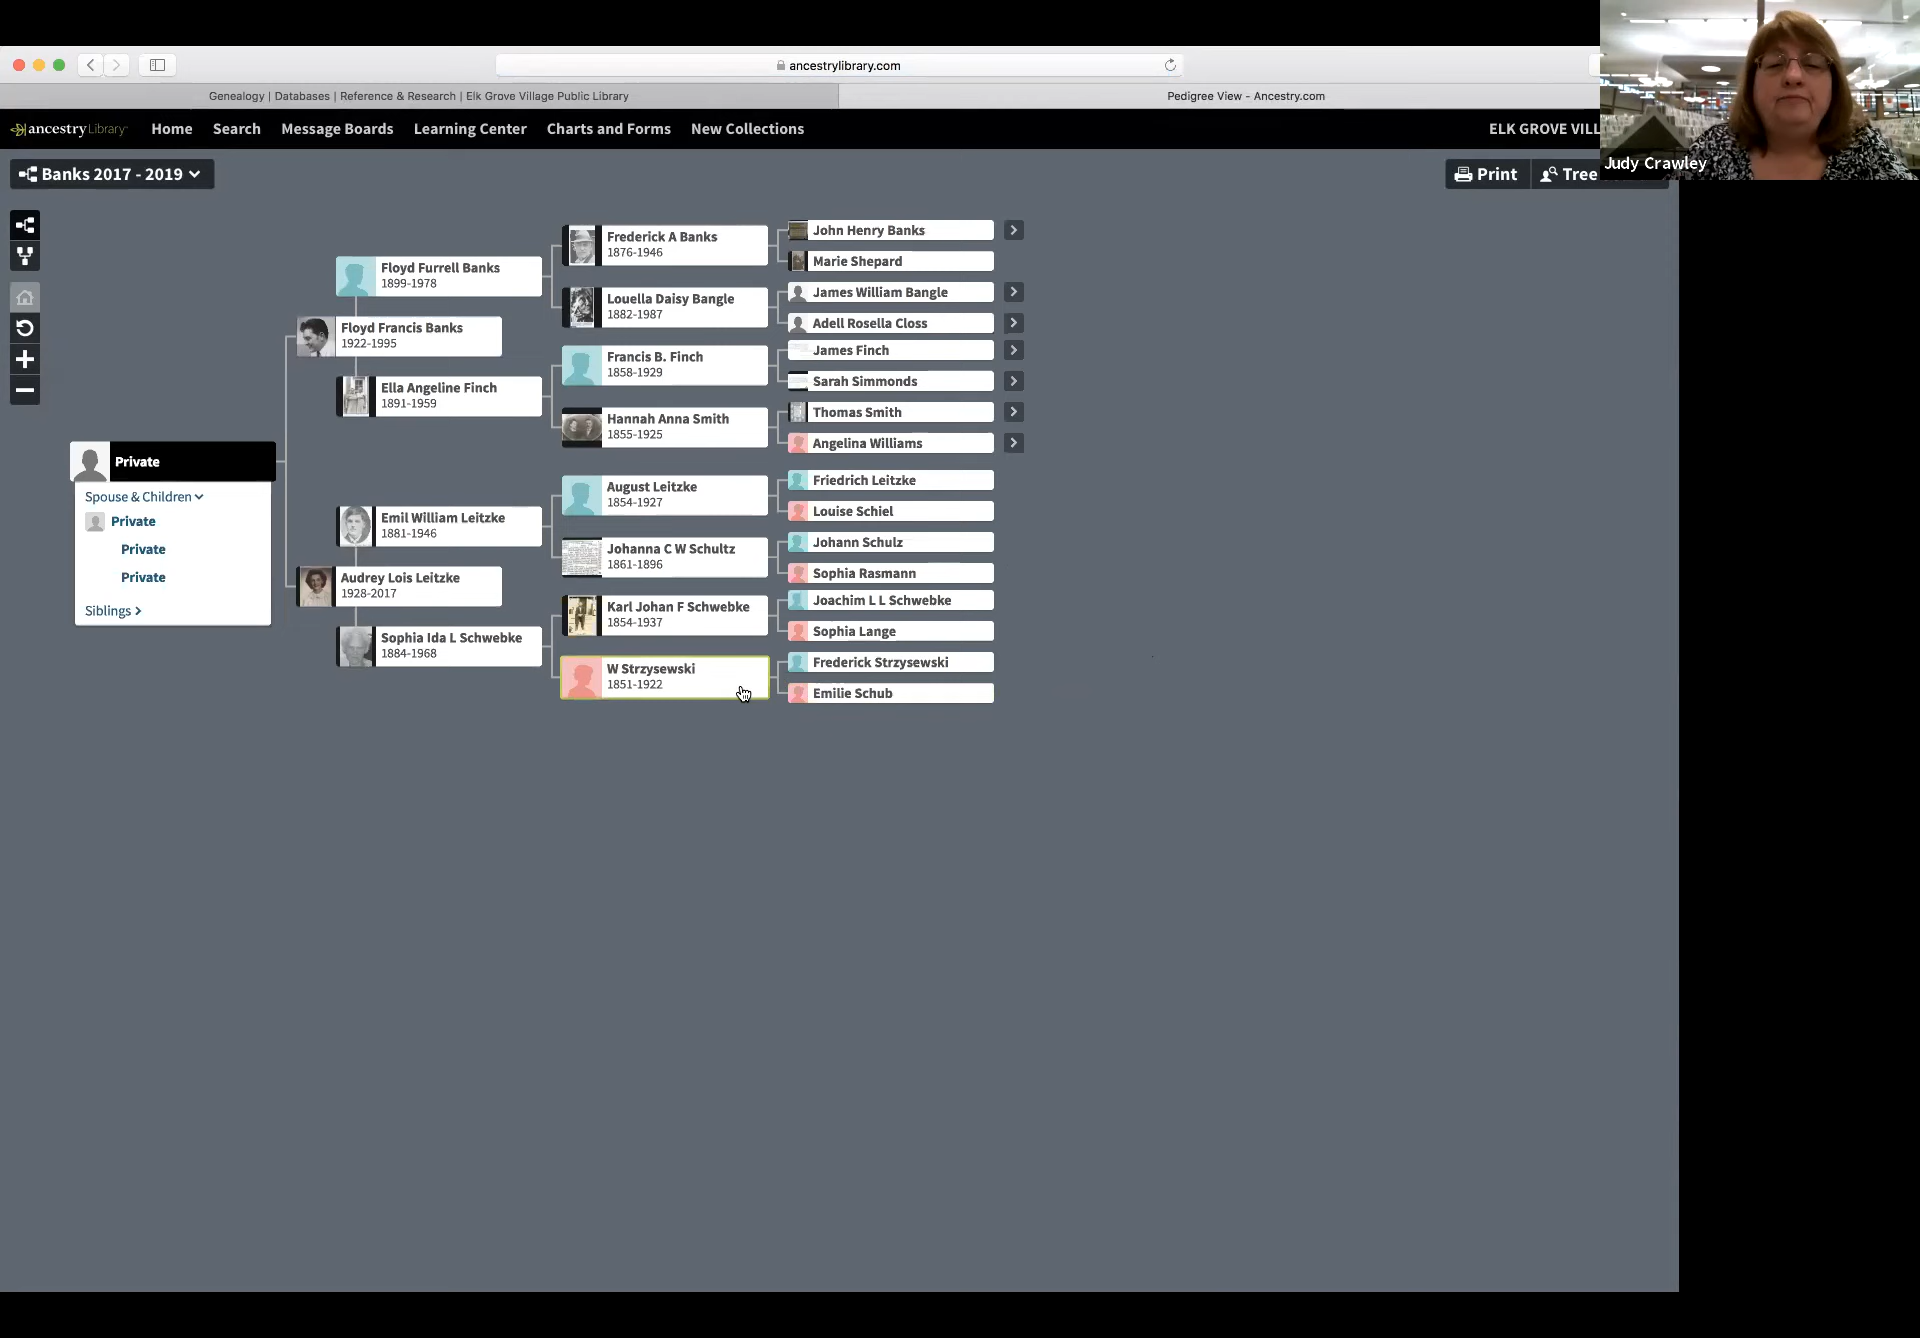 ancestrylibrary.com
Genealogy | Databases | Reference & Research | Elk Grove Village Public Library
Pedigree View - Ancestry.com
ancestryLibrary
Home Search Message Boards Learning Center Charts and Forms New Collections
ELK GROVE VILL
Judy Crawley
Banks 2017 - 2019
Print
Tree
Private
Spouse & Children
Private
Private
Private
Siblings
Floyd Francis Banks
1922-1995
Audrey Lois Leitzke
1928-2017
Floyd Furrell Banks
1899-1978
Ella Angeline Finch
1891-1959
Emil William Leitzke
1881-1946
Sophia Ida L Schwebke
1884-1968
Frederick A Banks
1876-1946
Louella Daisy Bangle
1882-1987
Francis B. Finch
1858-1929
Hannah Anna Smith
1855-1925
August Leitzke
1854-1927
Johanna C W Schultz
1861-1896
Karl Johan F Schwebke
1854-1937
W Strzysewski
1851-1922
John Henry Banks
Marie Shepard
James William Bangle
Adell Rosella Closs
James Finch
Sarah Simmonds
Thomas Smith
Angelina Williams
Friedrich Leitzke
Louise Schiel
Johann Schulz
Sophia Rasmann
Joachim L L Schwebke
Sophia Lange
Frederick Strzysewski
Emilie Schub